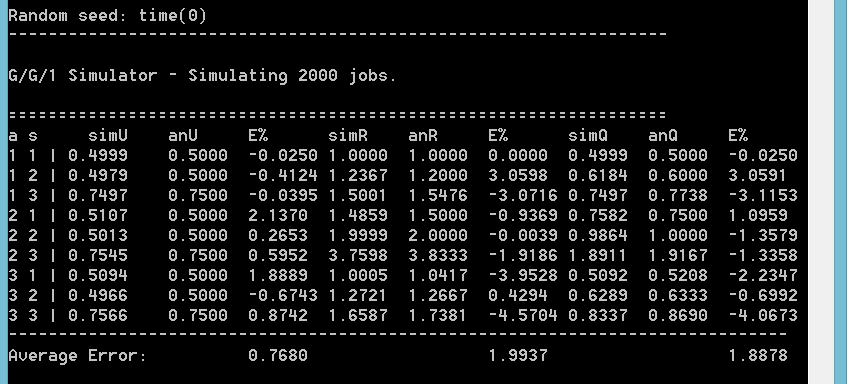 Random seed: time(0)
------------------------------------------------------------------
G/G/1 Simulator - Simulating 2000 jobs.
------------------------------------------------------------------
a s      simU    anU     E%      simR    anR     E%      simQ    anQ     E%
1 1 | 0.4999    0.5000  -0.0250 1.0000  1.0000  0.0000  0.4999  0.5000  -0.0250
1 2 | 0.4979    0.5000  -0.4124 1.2367  1.2000  3.0598  0.6184  0.6000  3.0591
1 3 | 0.7497    0.7500  -0.0395 1.5001  1.5476  -3.0716 0.7497  0.7738  -3.1153
2 1 | 0.5107    0.5000  2.1370  1.4859  1.5000  -0.9369 0.7582  0.7500  1.0959
2 2 | 0.5013    0.5000  0.2653  1.9999  2.0000  -0.0039 0.9864  1.0000  -1.3579
2 3 | 0.7545    0.7500  0.5952  3.7598  3.8333  -1.9186 1.8911  1.9167  -1.3358
3 1 | 0.5094    0.5000  1.8889  1.0005  1.0417  -3.9528 0.5092  0.5208  -2.2347
3 2 | 0.4966    0.5000  -0.6743 1.2721  1.2667  0.4294  0.6289  0.6333  -0.6992
3 3 | 0.7566    0.7500  0.8742  1.6587  1.7381  -4.5704 0.8337  0.8690  -4.0673
------------------------------------------------------------------------------
Average Error:          0.7680                  1.9937                  1.8878